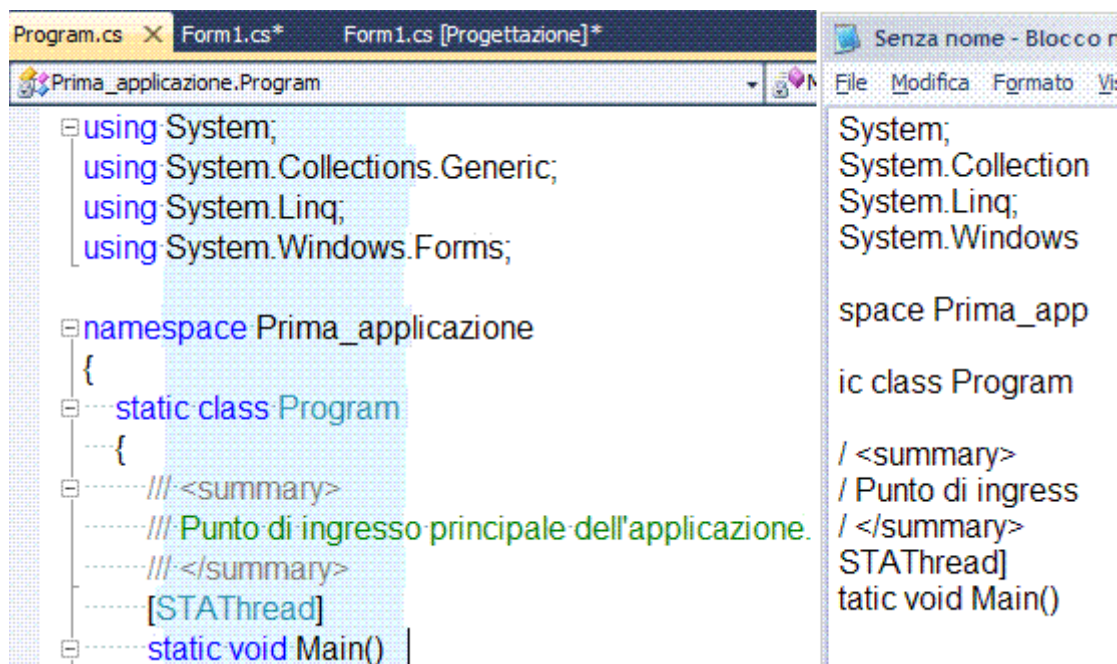 Program.cs Form1.cs* Form1.cs [Progettazione]*
Prima_applicazione.Program
using System;
using System.Collections.Generic;
using System.Linq;
using System.Windows.Forms;
namespace Prima_applicazione
{
static class Program
{
/// <summary>
/// Punto di ingresso principale dell'applicazione.
/// </summary>
[STAThread]
static void Main()
Senza nome - Blocco n
File Modifica Formato Vis
System;
System.Collection
System.Linq;
System.Windows
space Prima_app
ic class Program
/ <summary>
/ Punto di ingress
/ </summary>
STAThread]
tatic void Main()